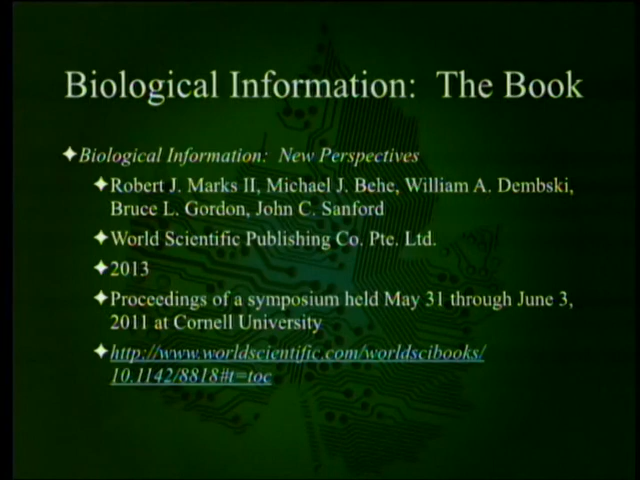 Biological Information: The Book
Biological Information: New Perspectives
Robert J. Marks II, Michael J. Behe, William A. Dembski,
Bruce L. Gordon, John C. Sanford
World Scientific Publishing Co. Pte. Ltd.
2013
Proceedings of a symposium held May 31 through June 3,
2011 at Cornell University
http://www.worldscientific.com/worldscibooks/
10.1142/8818#t=toc